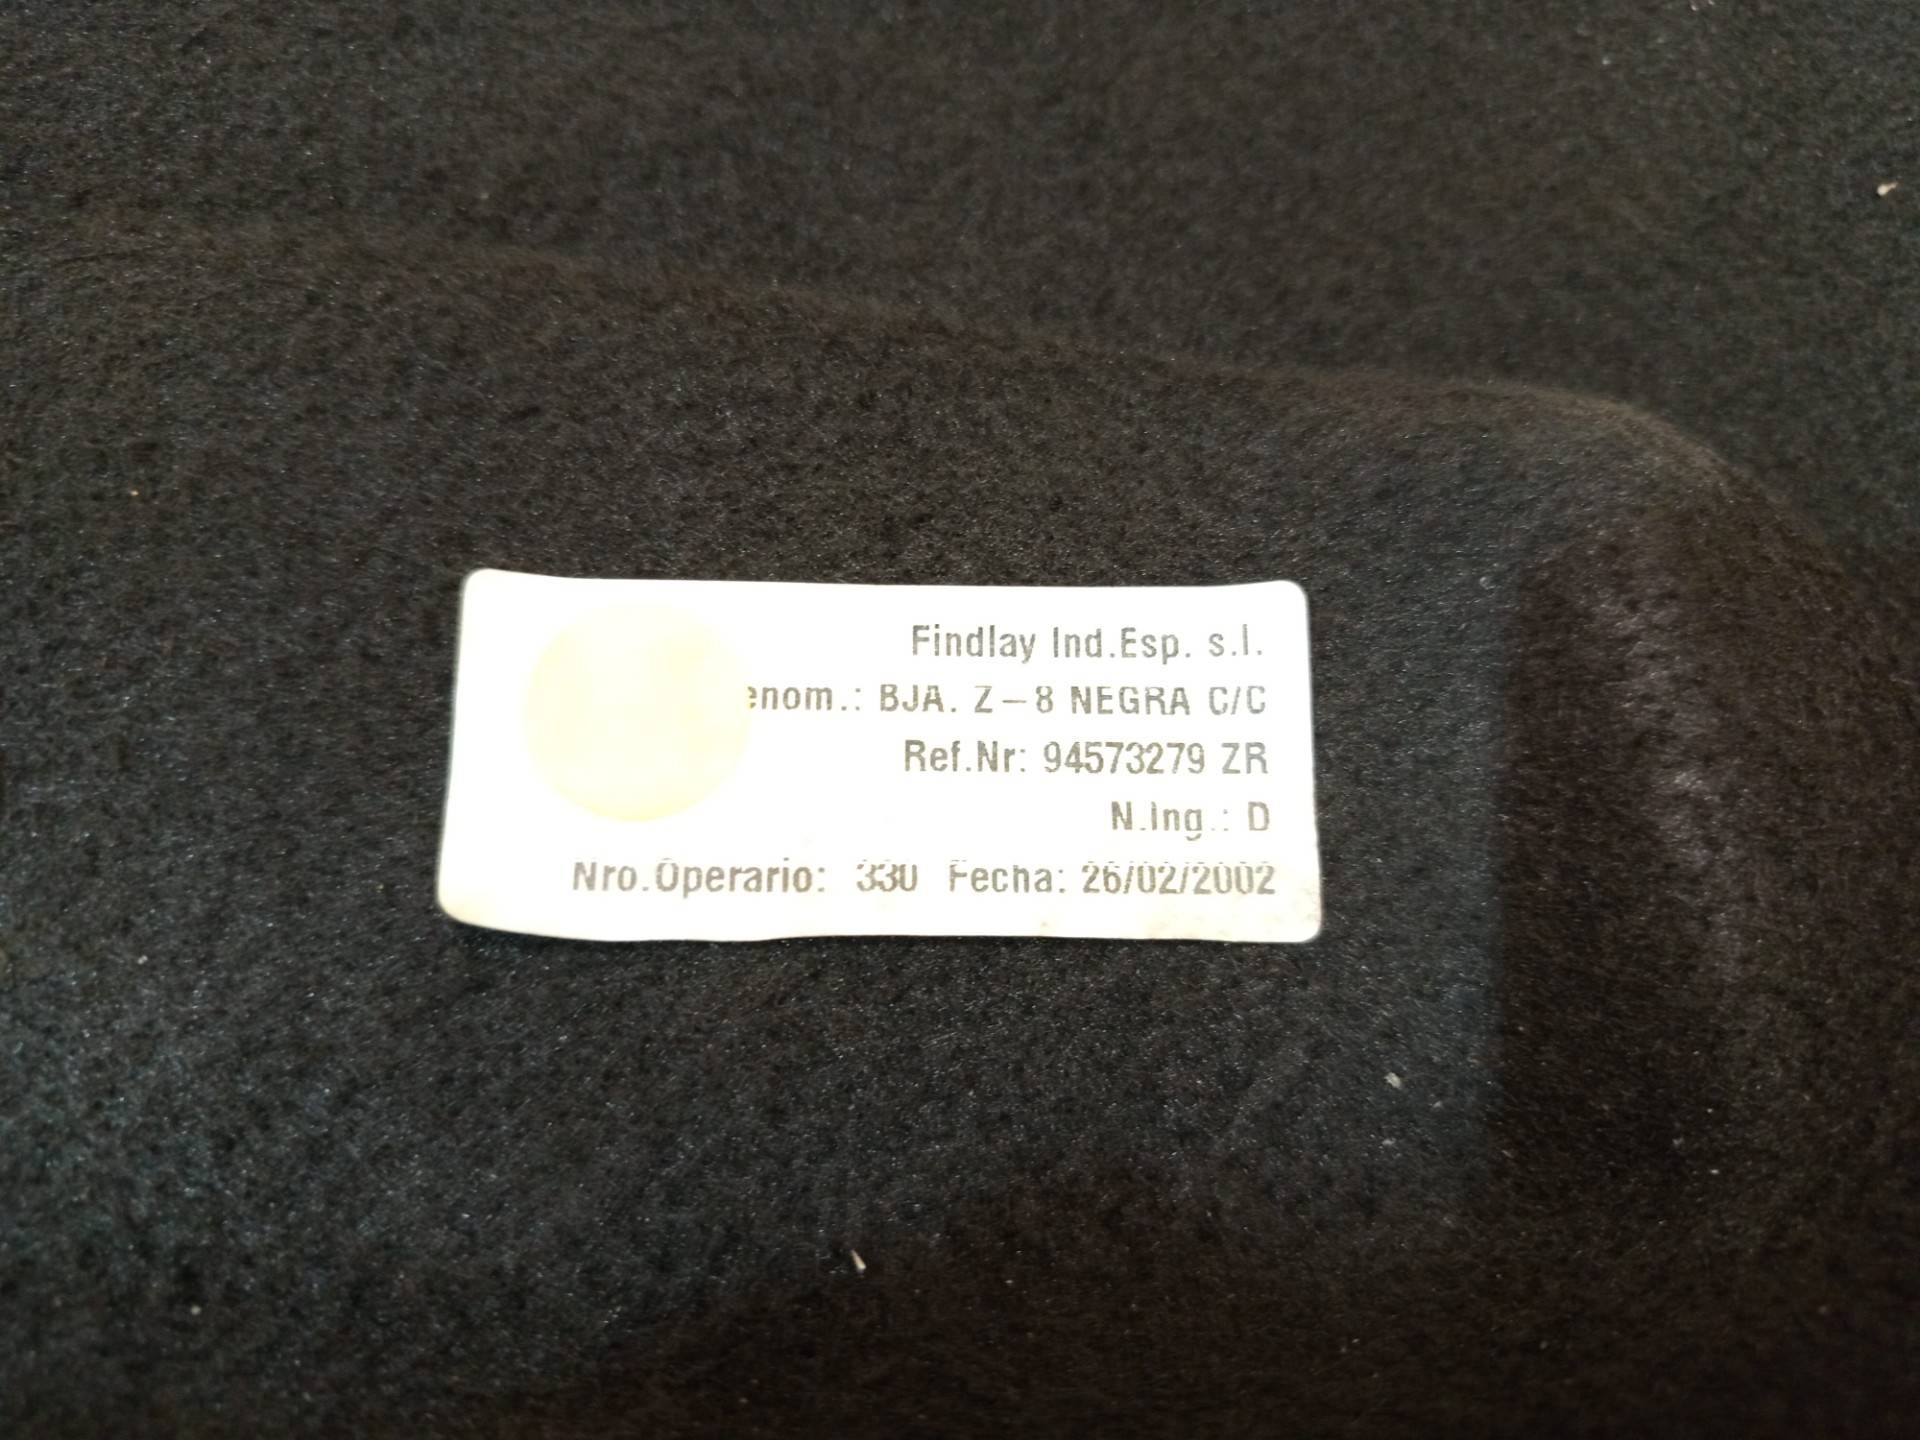 Findlay Ind.Esp. s.l.
enom.: BJA. Z-8 NEGRA C/C
Ref.Nr: 94573279 ZR
N.Ing.: D
Nro.Operario: 330 Fecha: 26/02/2002